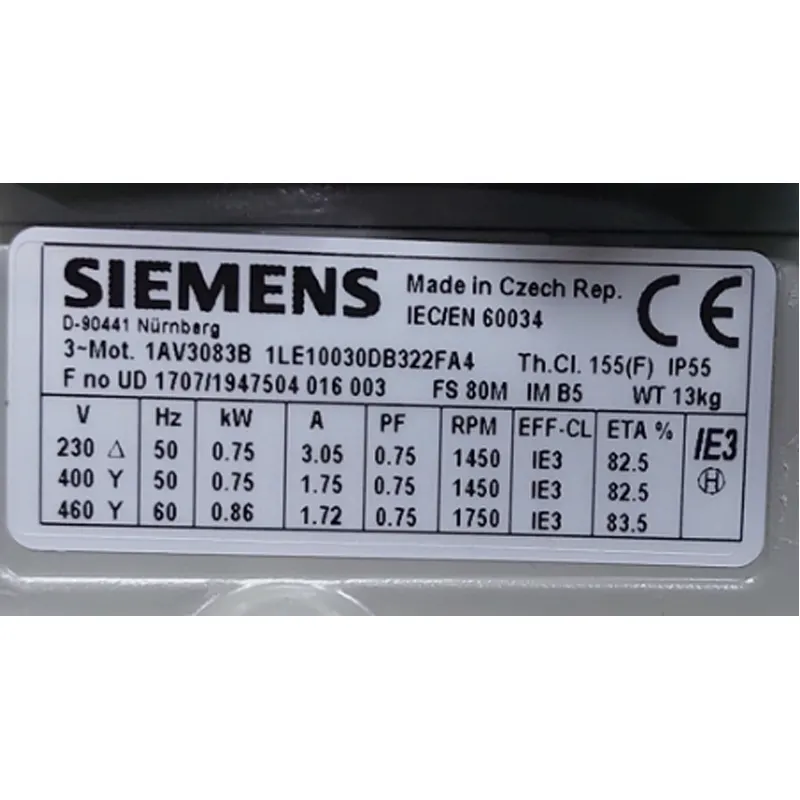 SIEMENS Made in Czech Rep. CE
D-90441 Nürnberg IEC/EN 60034
3~Mot. 1AV3083B 1LE10030DB322FA4 Th.Cl. 155(F) IP55
F no UD 1707/1947504 016 003 FS 80M IM B5 WT 13kg
V Hz kW A PF RPM EFF-CL ETA % IE3
230 Δ 50 0.75 3.05 0.75 1450 IE3 82.5
400 Y 50 0.75 1.75 0.75 1450 IE3 82.5 H
460 Y 60 0.86 1.72 0.75 1750 IE3 83.5